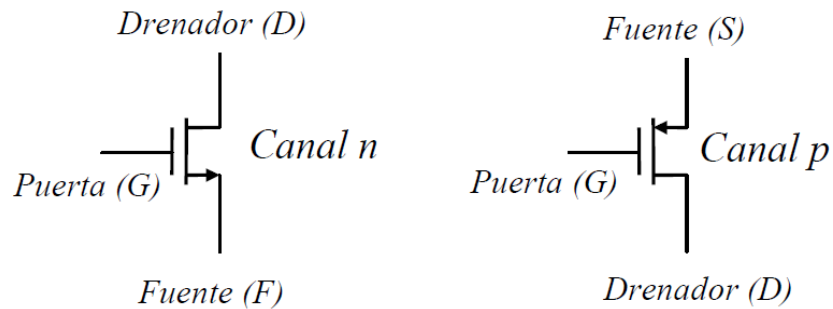 Drenador (D)
Canal n
Puerta (G)
Fuente (F)
Fuente (S)
Canal p
Puerta (G)
Drenador (D)